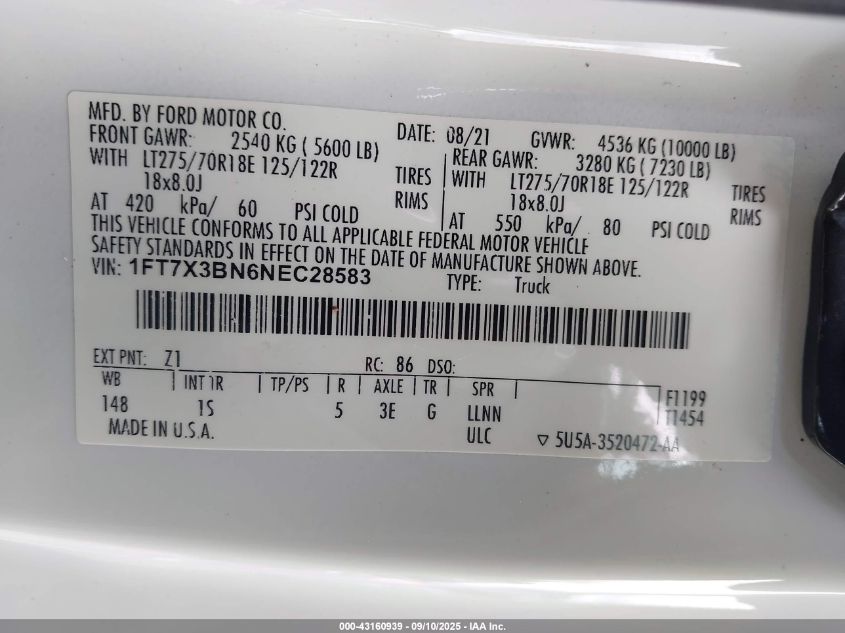 MFD. BY FORD MOTOR CO.
DATE: 08/21 GVWR: 4536 KG (10000 LB)
FRONT GAWR: 2540 KG ( 5600 LB) REAR GAWR: 3280 KG ( 7230 LB)
WITH LT275/70R18E 125/122R TIRES WITH LT275/70R18E 125/122R TIRES
18x8.0J RIMS 18x8.0J RIMS
AT 420 kPa/ 60 PSI COLD AT 550 kPa/ 80 PSI COLD
THIS VEHICLE CONFORMS TO ALL APPLICABLE FEDERAL MOTOR VEHICLE
SAFETY STANDARDS IN EFFECT ON THE DATE OF MANUFACTURE SHOWN ABOVE.
VIN: 1FT7X3BN6NEC28583 TYPE: Truck
EXT PNT: Z1 RC: 86 DSO:
WB INT TR TP/PS R AXLE TR SPR F1199
148 1S 5 3E G LLNN T1454
MADE IN U.S.A. ULC ▽ 5U5A-3520472-AA
000-43160939 - 09/10/2025 - IAA Inc.